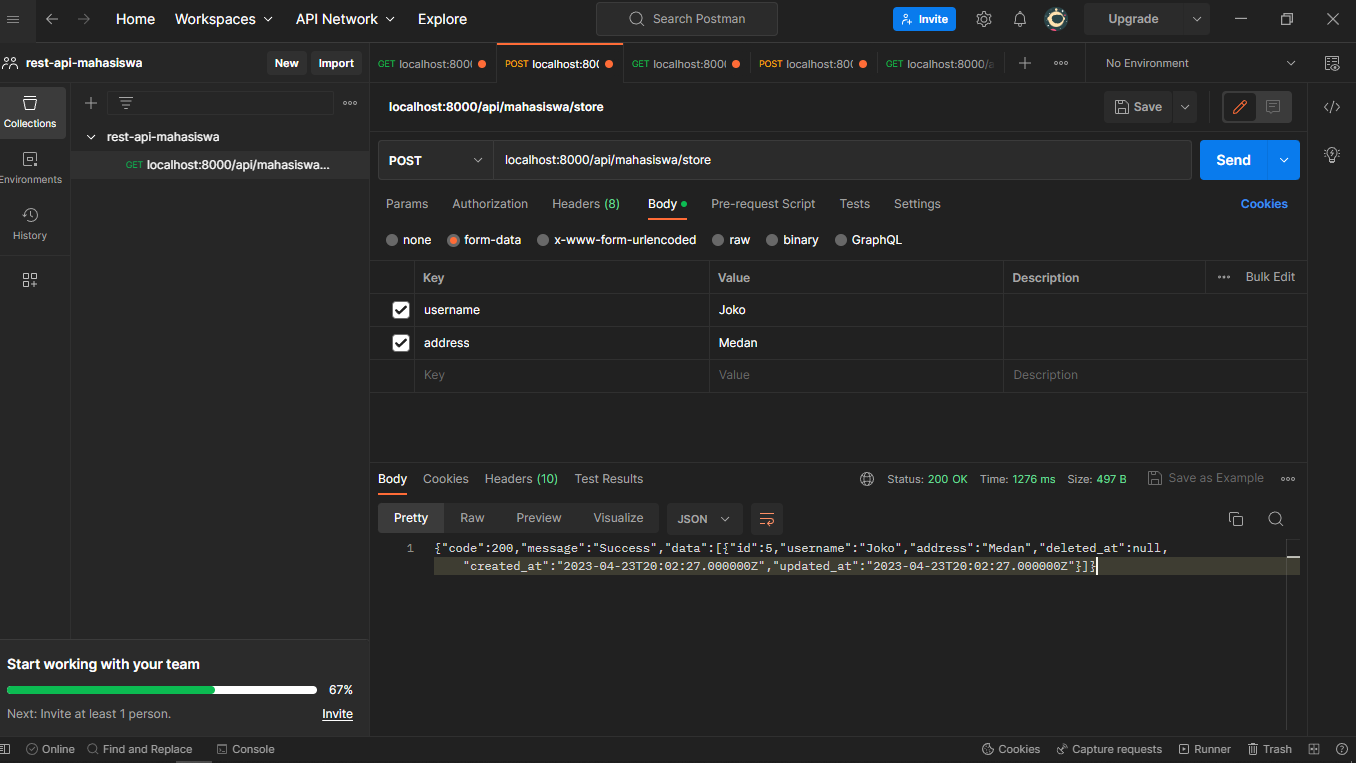 Home Workspaces API Network Explore Search Postman Invite Upgrade
rest-api-mahasiswa New Import GET localhost:800( POST localhost:80( GET localhost:800( POST localhost:80( GET localhost:8000/a No Environment
Collections
Environments
History
rest-api-mahasiswa
GET localhost:8000/api/mahasiswa...
localhost:8000/api/mahasiswa/store Save
POST localhost:8000/api/mahasiswa/store Send
Params Authorization Headers (8) Body Pre-request Script Tests Settings Cookies
none form-data x-www-form-urlencoded raw binary GraphQL
Key Value Description Bulk Edit
username Joko
address Medan
Key Value Description
Body Cookies Headers (10) Test Results Status: 200 OK Time: 1276 ms Size: 497 B Save as Example
Pretty Raw Preview Visualize JSON
1 {"code":200,"message":"Success","data":[{"id":5,"username":"Joko","address":"Medan","deleted_at":null,
"created_at":"2023-04-23T20:02:27.000000Z","updated_at":"2023-04-23T20:02:27.000000Z"}]}
Start working with your team
67%
Next: Invite at least 1 person. Invite
Online Find and Replace Console Cookies Capture requests Runner Trash